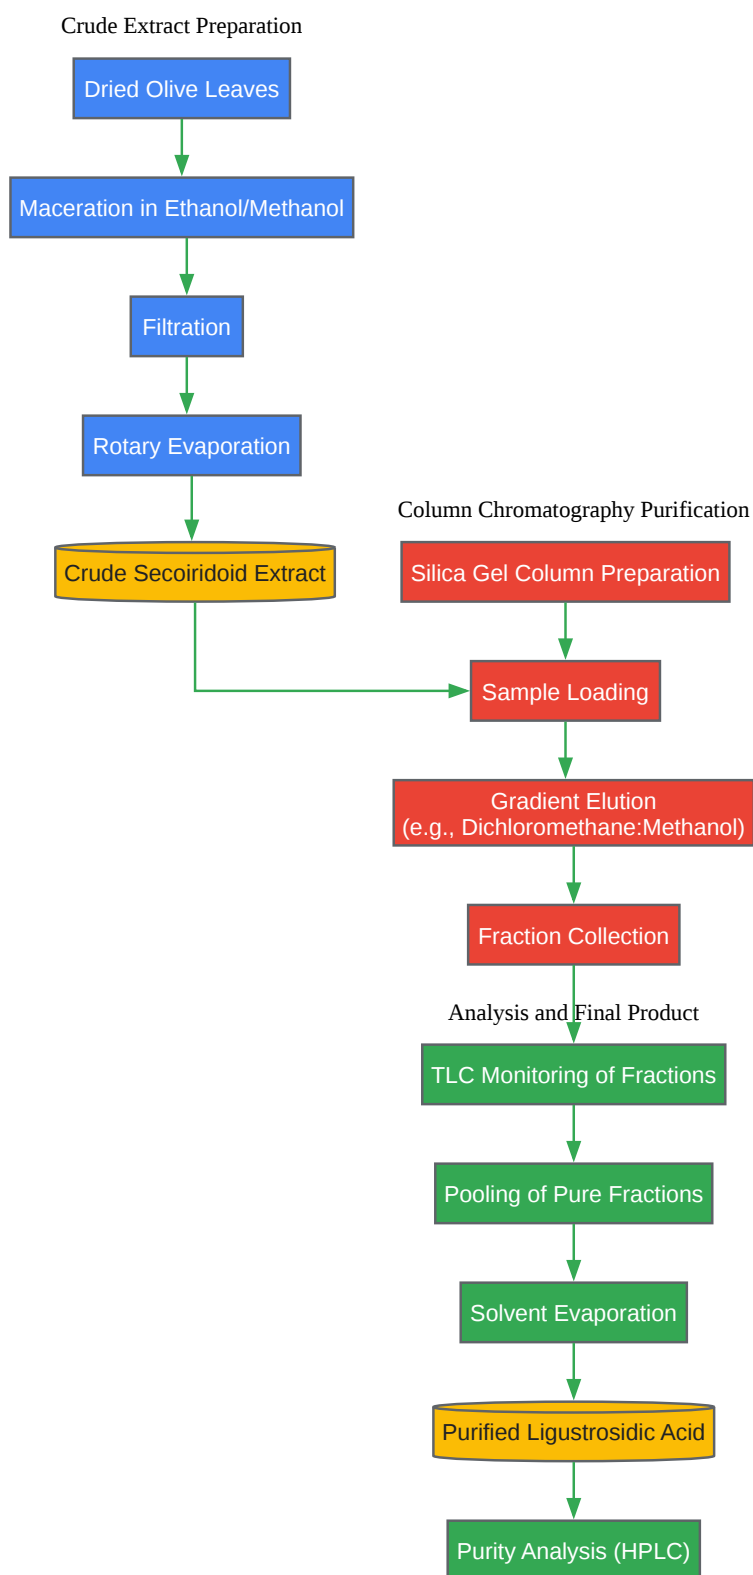 Crude Extract Preparation
Dried Olive Leaves
Maceration in Ethanol/Methanol
Filtration
Rotary Evaporation
Crude Secoiridoid Extract
Column Chromatography Purification
Silica Gel Column Preparation
Sample Loading
Gradient Elution
(e.g., Dichloromethane:Methanol)
Fraction Collection
Analysis and Final Product
TLC Monitoring of Fractions
Pooling of Pure Fractions
Solvent Evaporation
Purified Ligustrosidic Acid
Purity Analysis (HPLC)